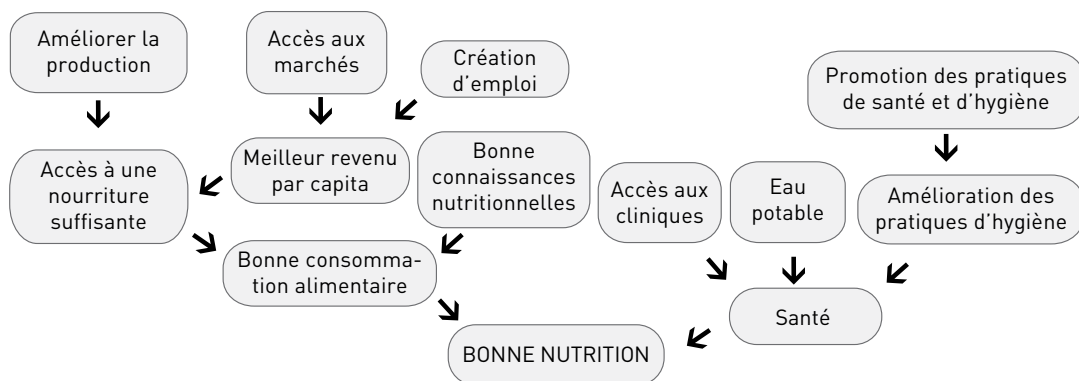 Améliorer la
production
Accès aux
marchés
Création
d'emploi
Promotion des pratiques
de santé et d'hygiène
Accès à une
nourriture
suffisante
Meilleur revenu
par capita
Bonne
connaissances
nutritionnelles
Accès aux
cliniques
Eau
potable
Amélioration des
pratiques d'hygiène
Bonne consomma-
tion alimentaire
Santé
BONNE NUTRITION